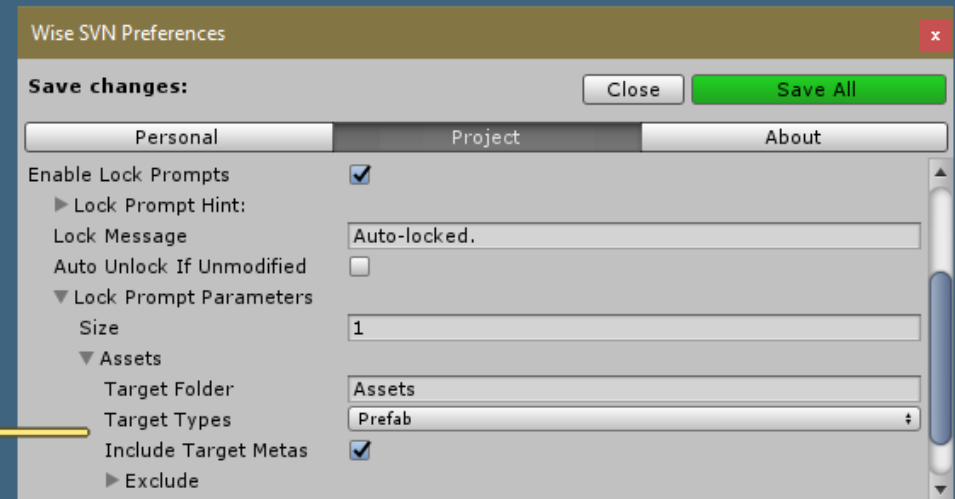 Wise SVN Preferences
x
Save changes:
Close
Save All
Personal
Project
About
Enable Lock Prompts
Lock Prompt Hint:
Lock Message
Auto-locked.
Auto Unlock If Unmodified
Lock Prompt Parameters
Size
1
Assets
Target Folder
Assets
Target Types
Prefab
Include Target Metas
Exclude